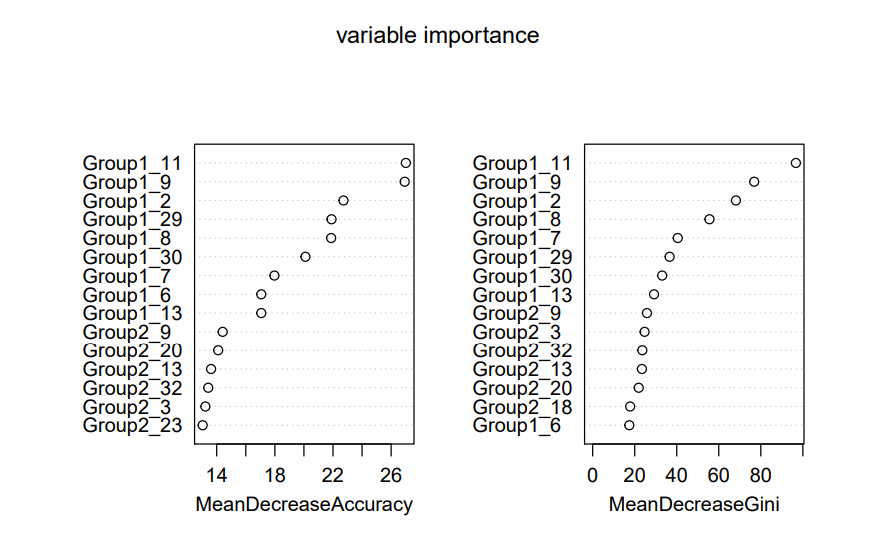 variable importance
Group1_11
Group1_9
Group1_2
Group1_29
Group1_8
Group1_30
Group1_7
Group1_6
Group1_13
Group2_9
Group2_20
Group2_13
Group2_32
Group2_3
Group2_23
14 18 22 26
MeanDecreaseAccuracy
Group1_11
Group1_9
Group1_2
Group1_8
Group1_7
Group1_29
Group1_30
Group1_13
Group2_9
Group2_3
Group2_32
Group2_13
Group2_20
Group2_18
Group1_6
0 20 40 60 80
MeanDecreaseGini